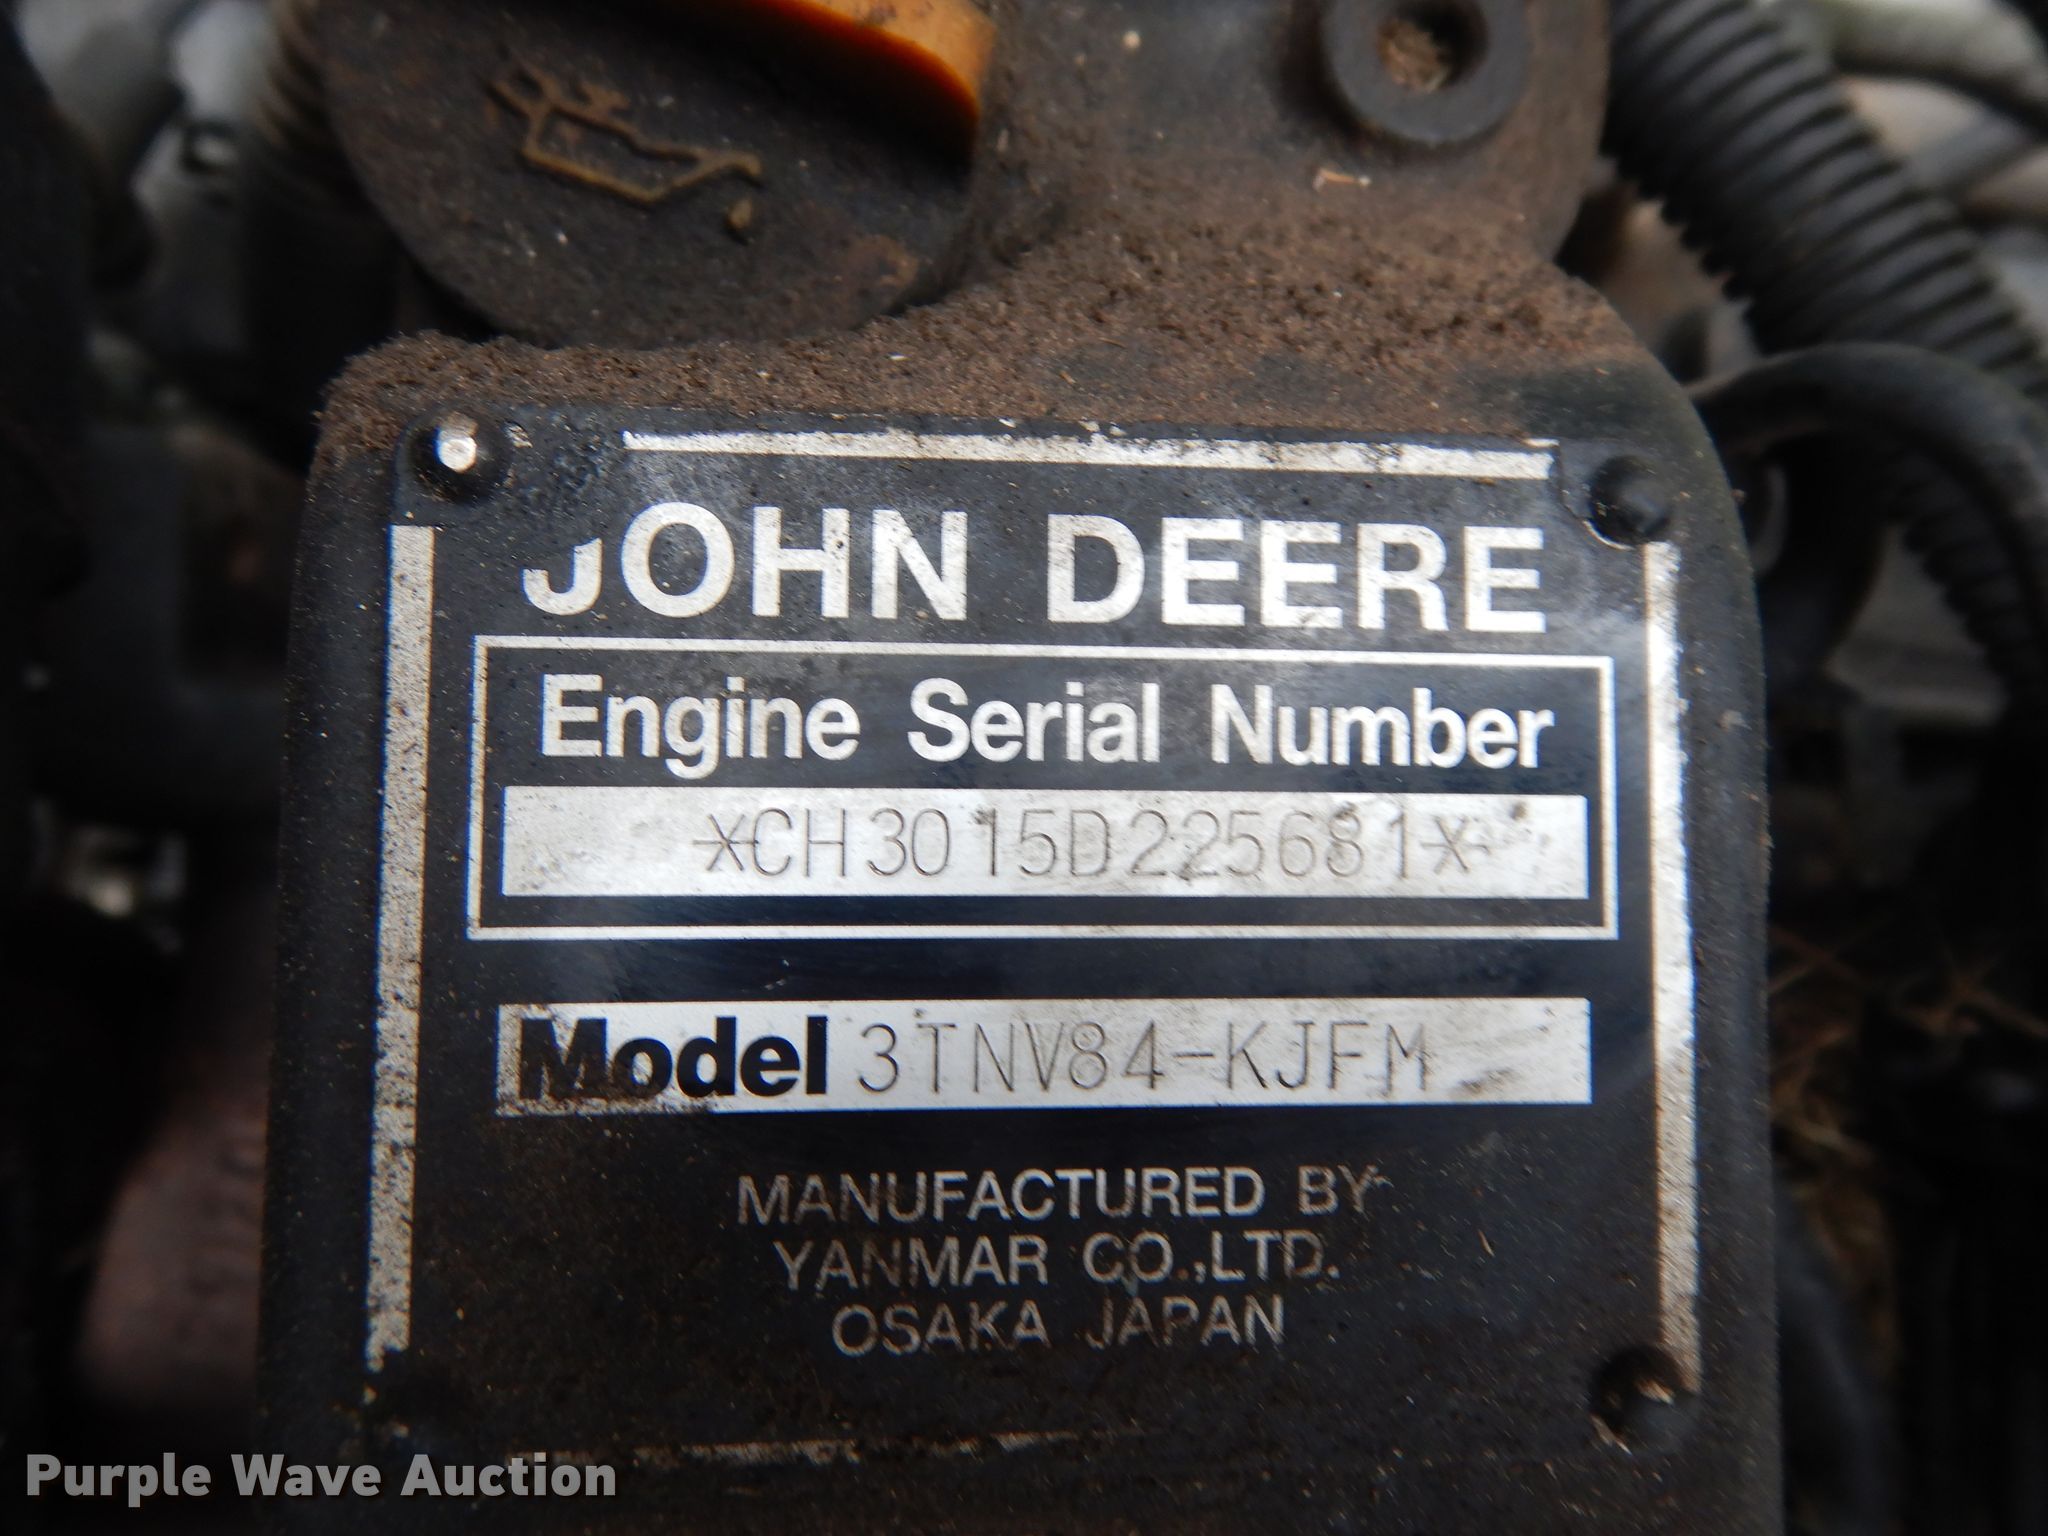 JOHN DEERE
Engine Serial Number
*CH3015D225681*
Model 3TNV84-KJFM
MANUFACTURED BY
YANMAR CO.,LTD.
OSAKA JAPAN
Purple Wave Auction